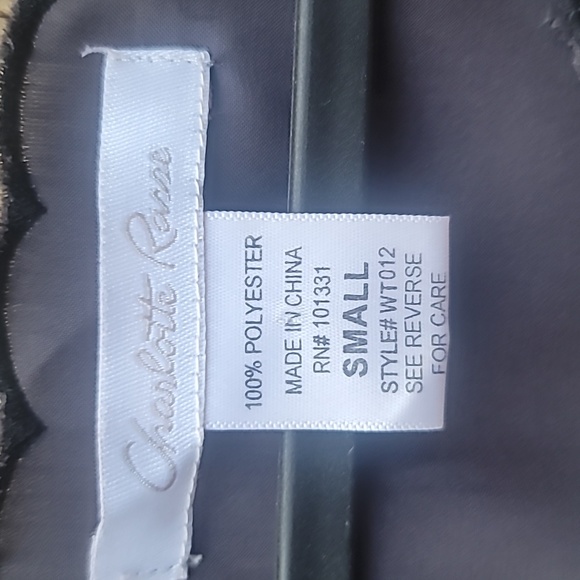 Charlotte Russe
100% POLYESTER
MADE IN CHINA
RN# 101331
SMALL
STYLE# WT012
SEE REVERSE
FOR CARE